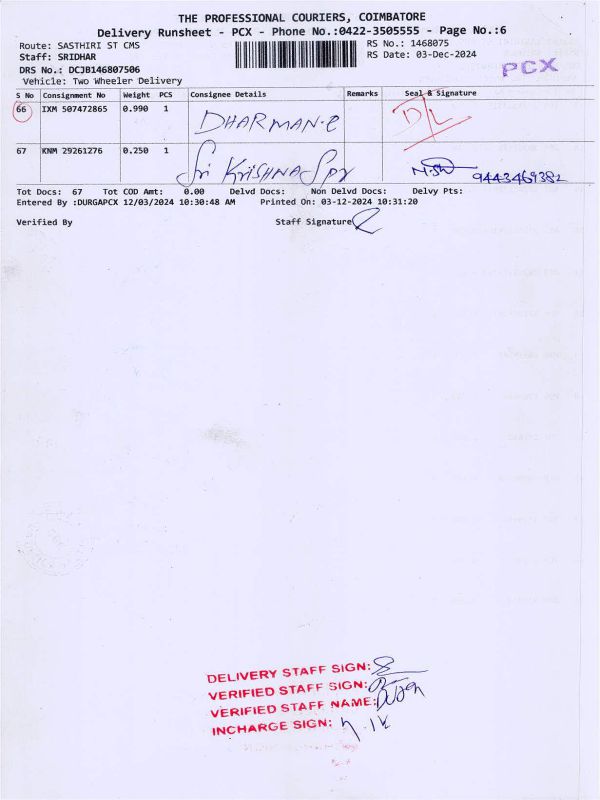 THE PROFESSIONAL COURIERS, COIMBATORE
Delivery Runsheet - PCX - Phone No.:0422-3505555 - Page No.:6
Route: SASTHIRI ST CMS RS No.: 1468075
Staff: SRIDHAR RS Date: 03-Dec-2024
PCX
DRS No.: DCJB146807506
Vehicle: Two Wheeler Delivery
S No Consignment No Weight PCS Consignee Details Remarks Seal & Signature
66 IXM 507472865 0.990 1 DHARMAN.E D/L
67 KNM 29261276 0.250 1 Sri Krishna Spy 9443469382
Tot Docs: 67 Tot COD Amt: 0.00 Delvd Docs: Non Delvd Docs: Delvy Pts:
Entered By :DURGAPCX 12/03/2024 10:30:48 AM Printed On: 03-12-2024 10:31:20
Verified By Staff Signature
DELIVERY STAFF SIGN:
VERIFIED STAFF SIGN:
VERIFIED STAFF NAME:
INCHARGE SIGN: